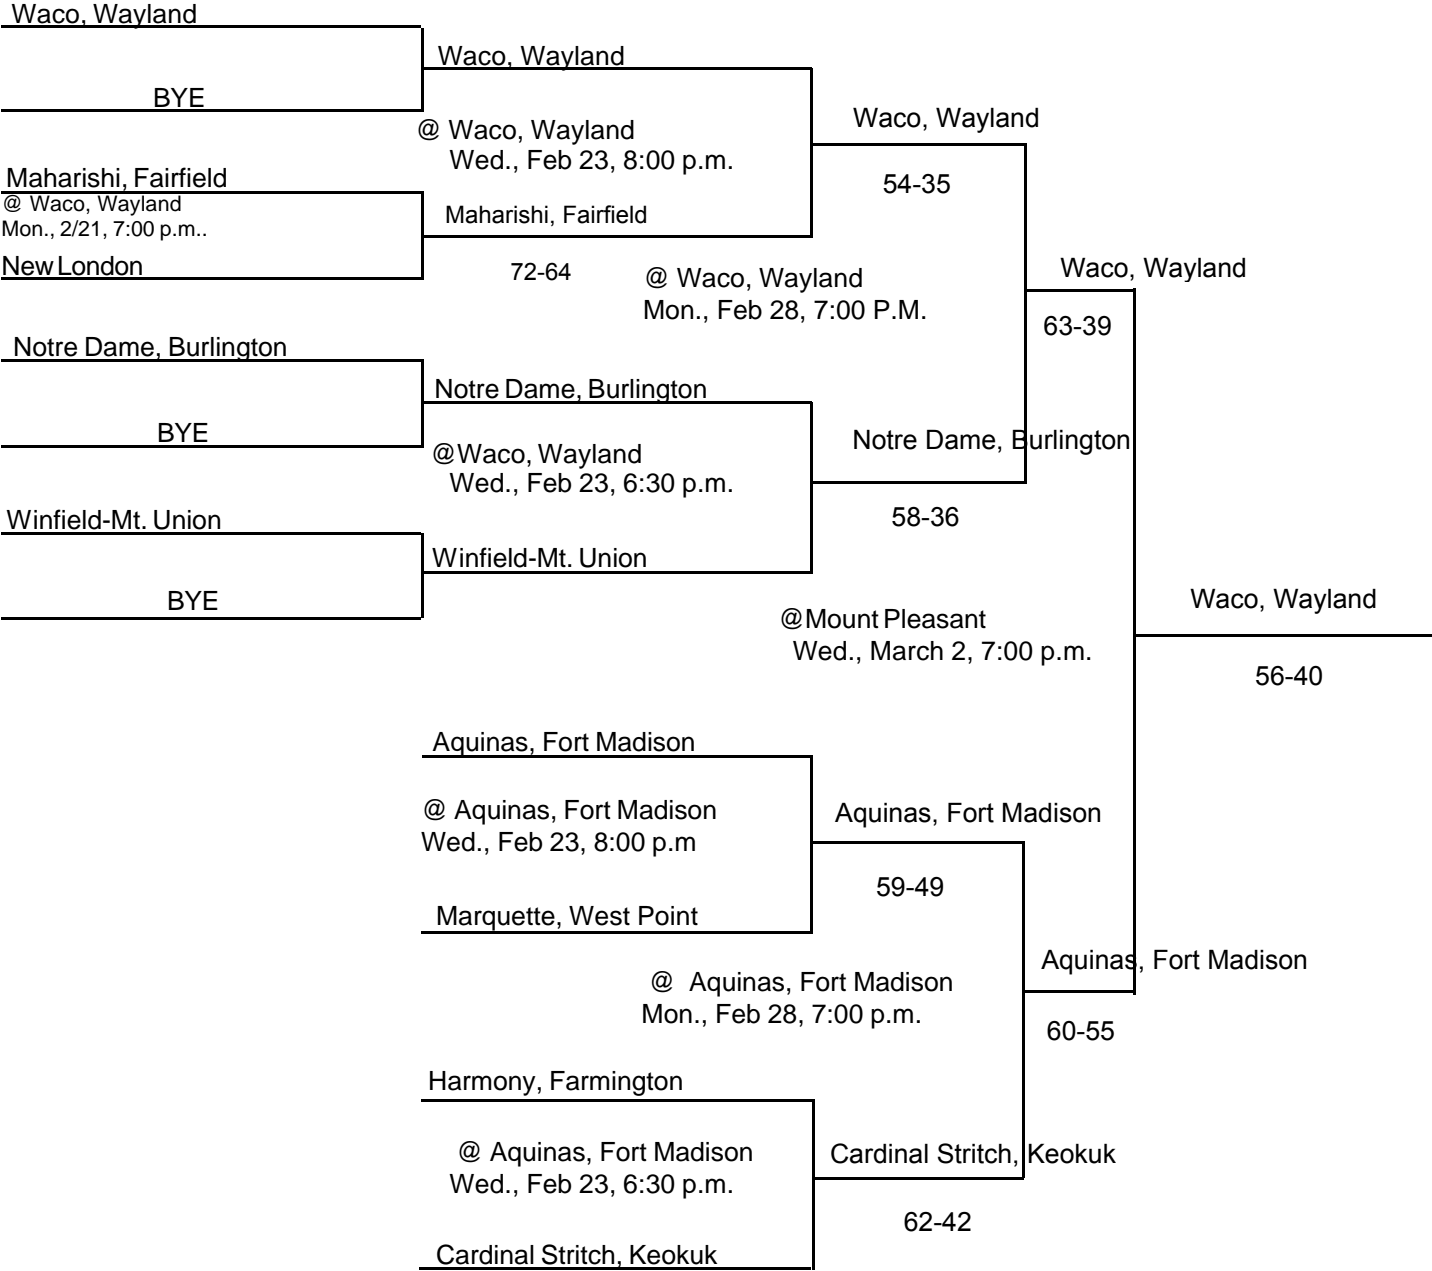 Waco, Wayland
Waco, Wayland
BYE
@ Waco, Wayland
Wed., Feb 23, 8:00 p.m.
Waco, Wayland
54-35
Maharishi, Fairfield
@ Waco, Wayland
Mon., 2/21, 7:00 p.m..
Maharishi, Fairfield
New London
72-64
@ Waco, Wayland
Mon., Feb 28, 7:00 P.M.
Waco, Wayland
63-39
Notre Dame, Burlington
Notre Dame, Burlington
BYE
@Waco, Wayland
Wed., Feb 23, 6:30 p.m.
Notre Dame, Burlington
58-36
Winfield-Mt. Union
Winfield-Mt. Union
BYE
@Mount Pleasant
Wed., March 2, 7:00 p.m.
Waco, Wayland
56-40
Aquinas, Fort Madison
@ Aquinas, Fort Madison
Wed., Feb 23, 8:00 p.m
Aquinas, Fort Madison
59-49
Marquette, West Point
@ Aquinas, Fort Madison
Mon., Feb 28, 7:00 p.m.
Aquinas, Fort Madison
60-55
Harmony, Farmington
@ Aquinas, Fort Madison
Wed., Feb 23, 6:30 p.m.
Cardinal Stritch, Keokuk
62-42
Cardinal Stritch, Keokuk